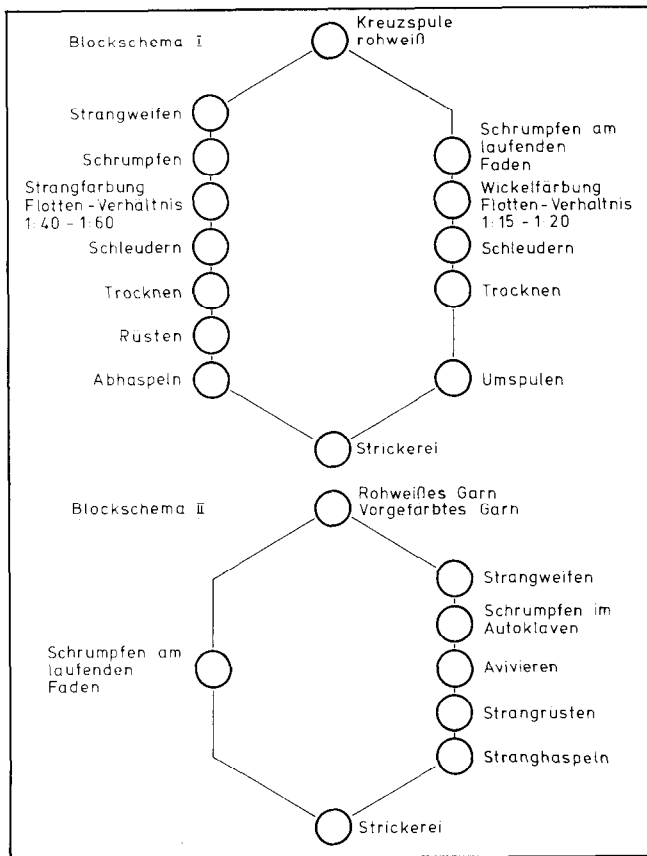 Blockschema I
Kreuzspule
rohweiß
Strangweifen
Schrumpfen
Strangfarbung
Flotten-Verhältnis
1:40 - 1:60
Schleudern
Trocknen
Rüsten
Abhaspeln
Schrumpfen am
laufenden
Faden
Wickelfärbung
Flotten-Verhaltnis
1:15 - 1:20
Schleudern
Trocknen
Umspulen
Strickerei
Blockschema II
Rohweißes Garn
Vorgefärbtes Garn
Schrumpfen am
laufenden
Faden
Strangweifen
Schrumpfen im
Autoklaven
Avivieren
Strangrüsten
Stranghaspeln
Strickerei